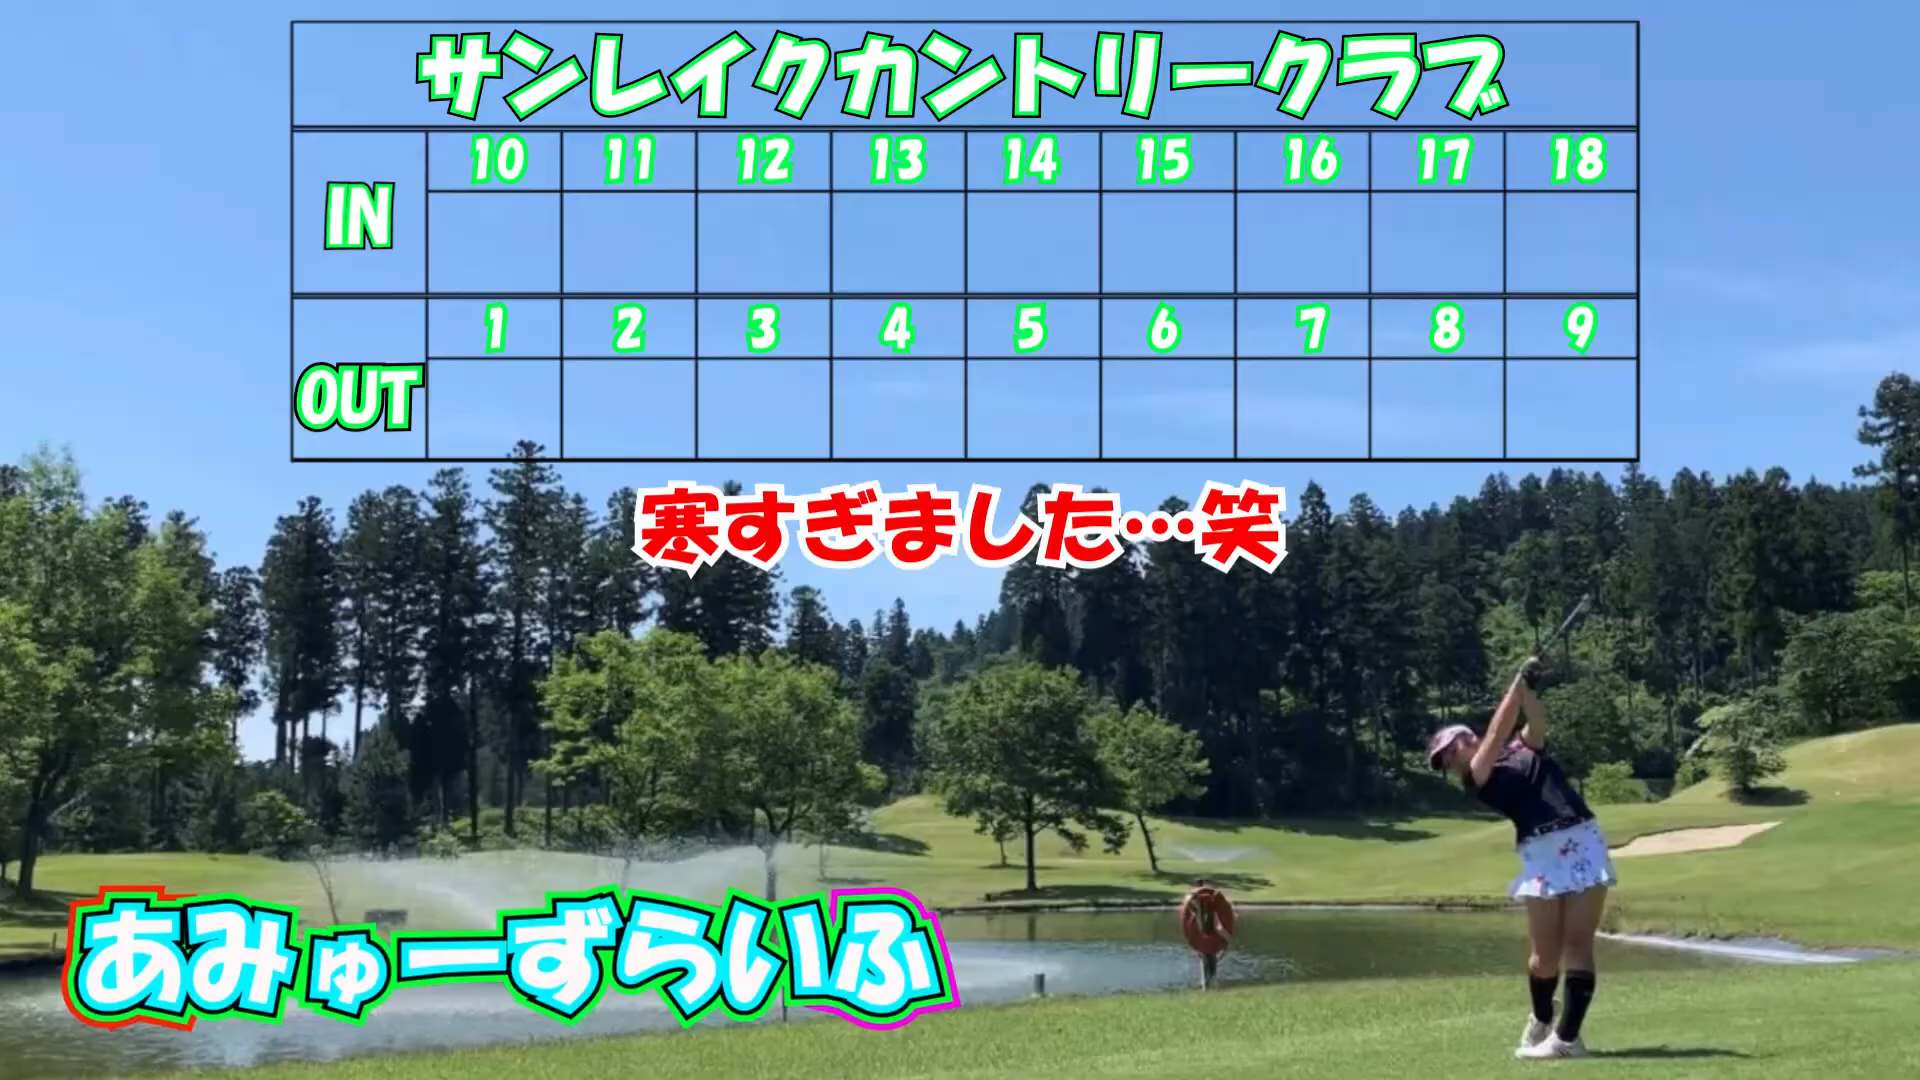 サンレイクカントリークラブ
IN 10 11 12 13 14 15 16 17 18
OUT 1 2 3 4 5 6 7 8 9
寒すぎました…笑
あみゅーずらいふ